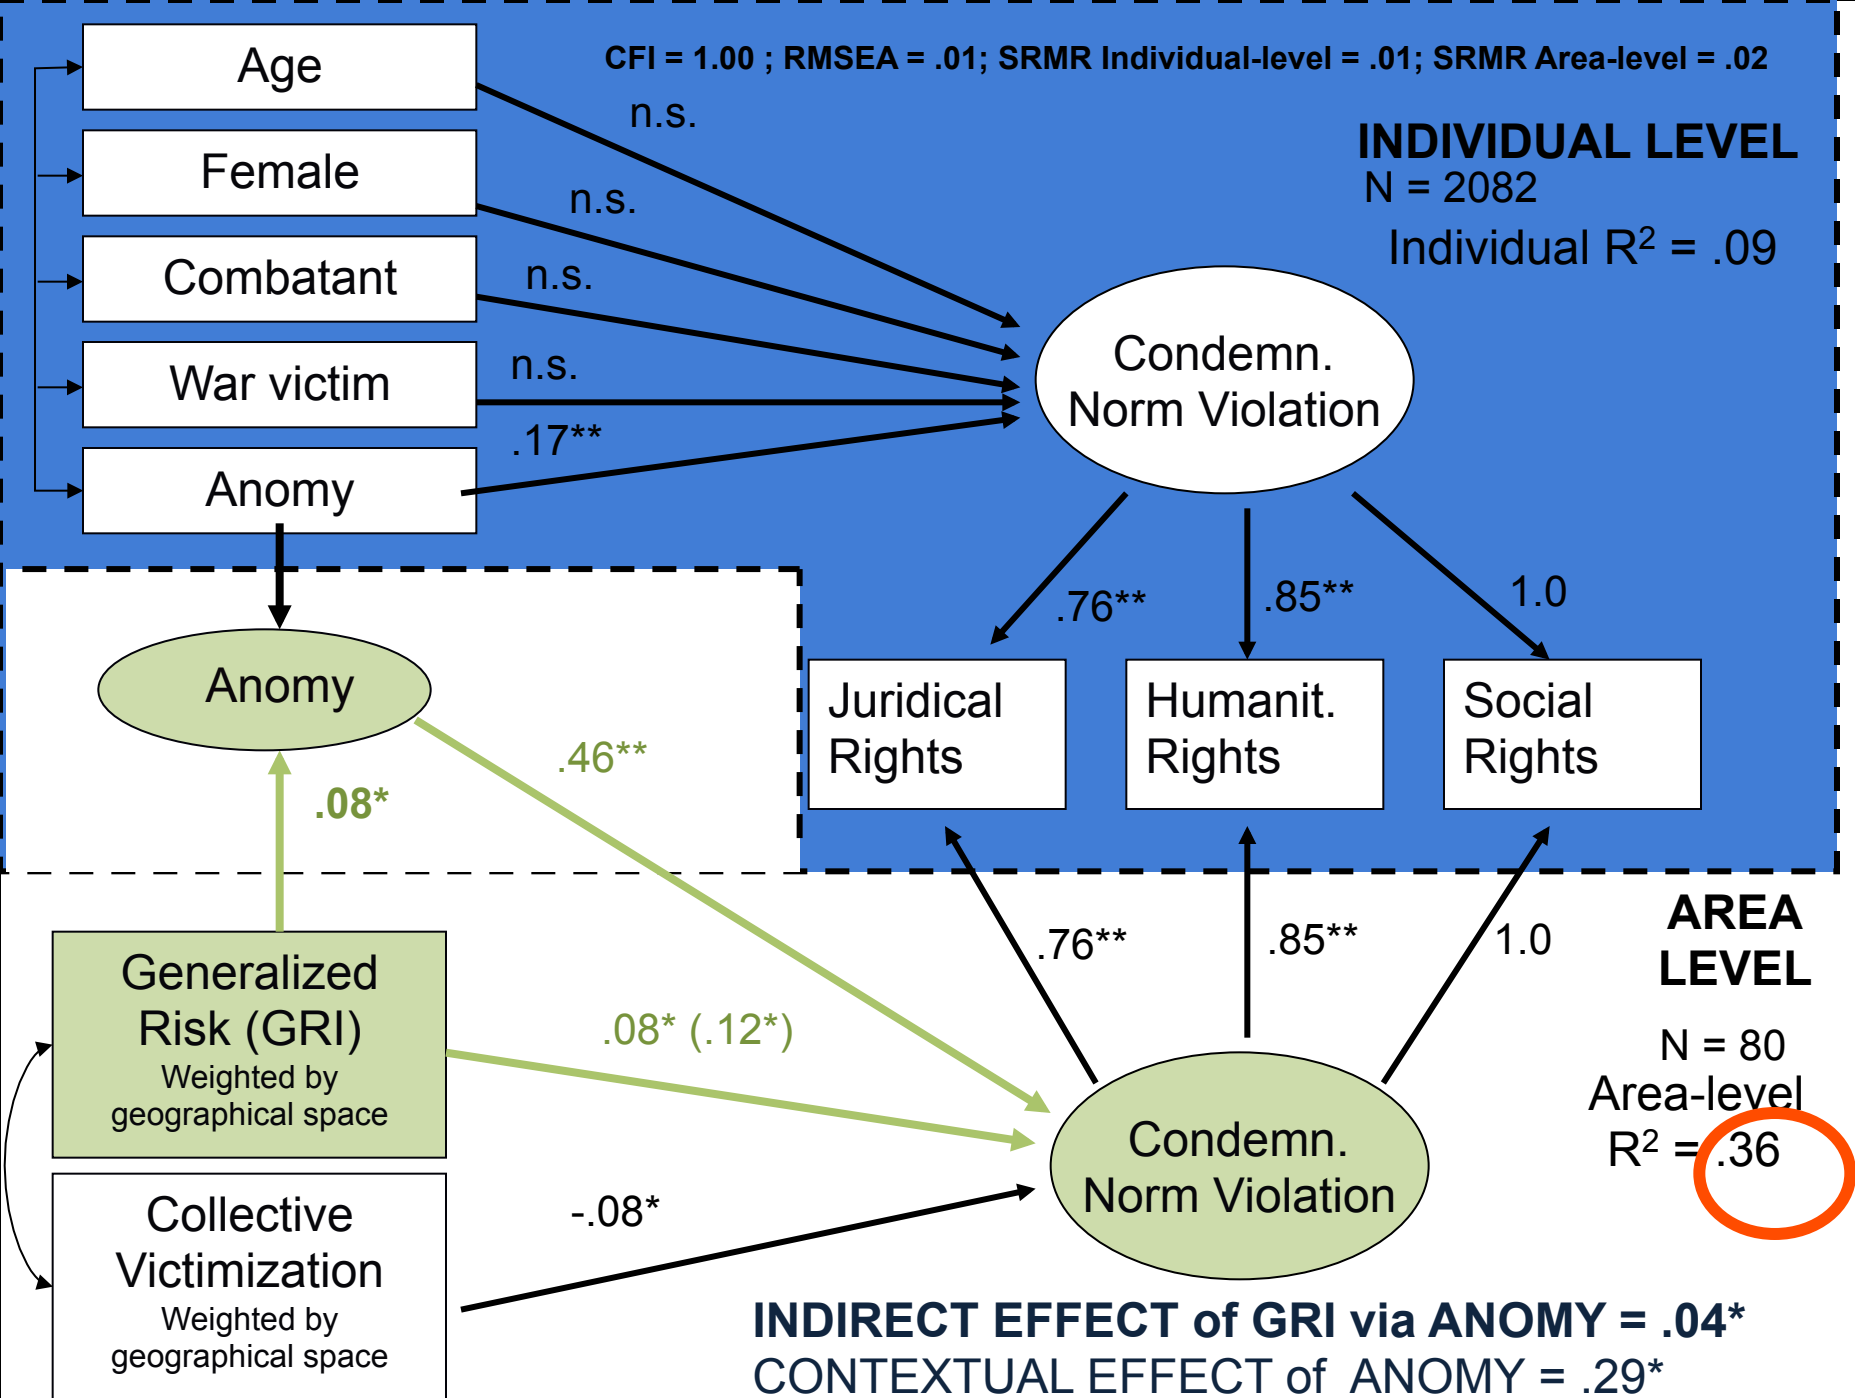 Age
CFI = 1.00 ; RMSEA = .01; SRMR Individual-level = .01; SRMR Area-level = .02
n.s.
INDIVIDUAL LEVEL
N = 2082
Individual R² = .09
Female
n.s.
Combatant
n.s.
War victim
n.s.
Anomy
.17**
Condemn.
Norm Violation
.76**
.85**
1.0
Juridical
Rights
Humanit.
Rights
Social
Rights
Anomy
.46**
.08*
.76**
.85**
1.0
AREA
LEVEL
N = 80
Area-level
R² = .36
Generalized
Risk (GRI)
Weighted by
geographical space
.08* (.12*)
Condemn.
Norm Violation
Collective
Victimization
Weighted by
geographical space
-.08*
INDIRECT EFFECT of GRI via ANOMY = .04*
CONTEXTUAL EFFECT of ANOMY = .29*